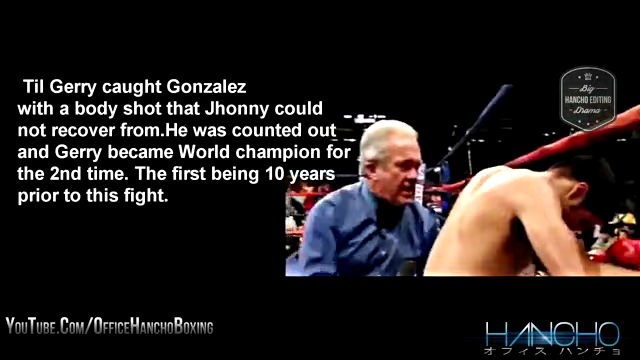 Til Gerry caught Gonzalez
with a body shot that Jhonny could
not recover from.He was counted out
and Gerry became World champion for
the 2nd time. The first being 10 years
prior to this fight.
Big
HANCHO EDITING
Drama
YOUTUBE.COM/OFFICEHANCHOBOXING
HANCHO
オフィス ハンチョ